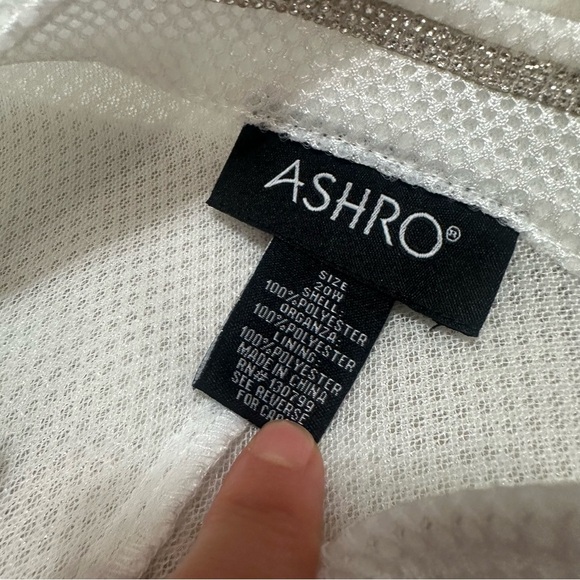 ASHRO®
SIZE
20W
SHELL:
100%POLYESTER
ORGANZA:
100%POLYESTER
LINING:
100%POLYESTER
MADE IN CHINA
RN# 130799
SEE REVERSE
FOR